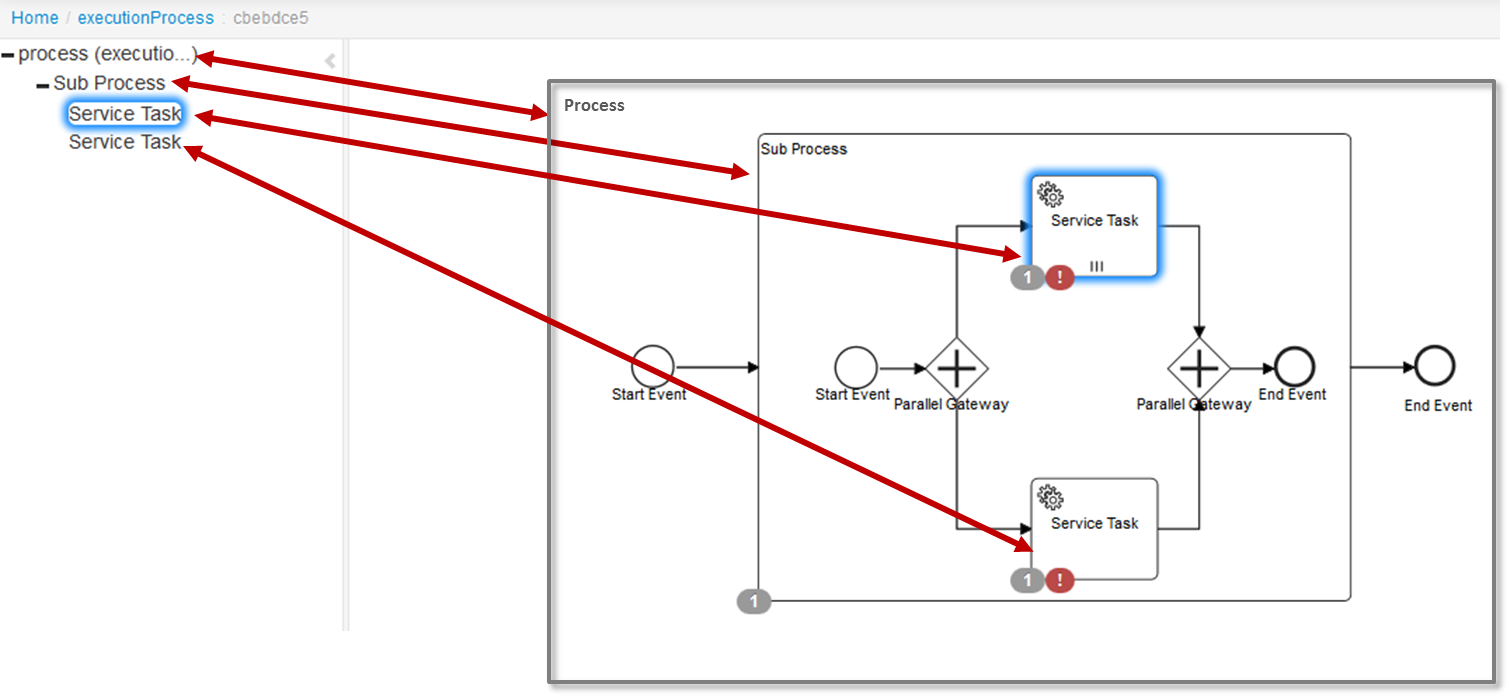 Home / executionProcess : cbebdce5
process (executio...)
Sub Process
Service Task
Service Task
Process
Sub Process
Service Task
1 !
Start Event
Start Event
Parallel Gateway
Parallel Gateway
End Event
End Event
Service Task
1 !
1